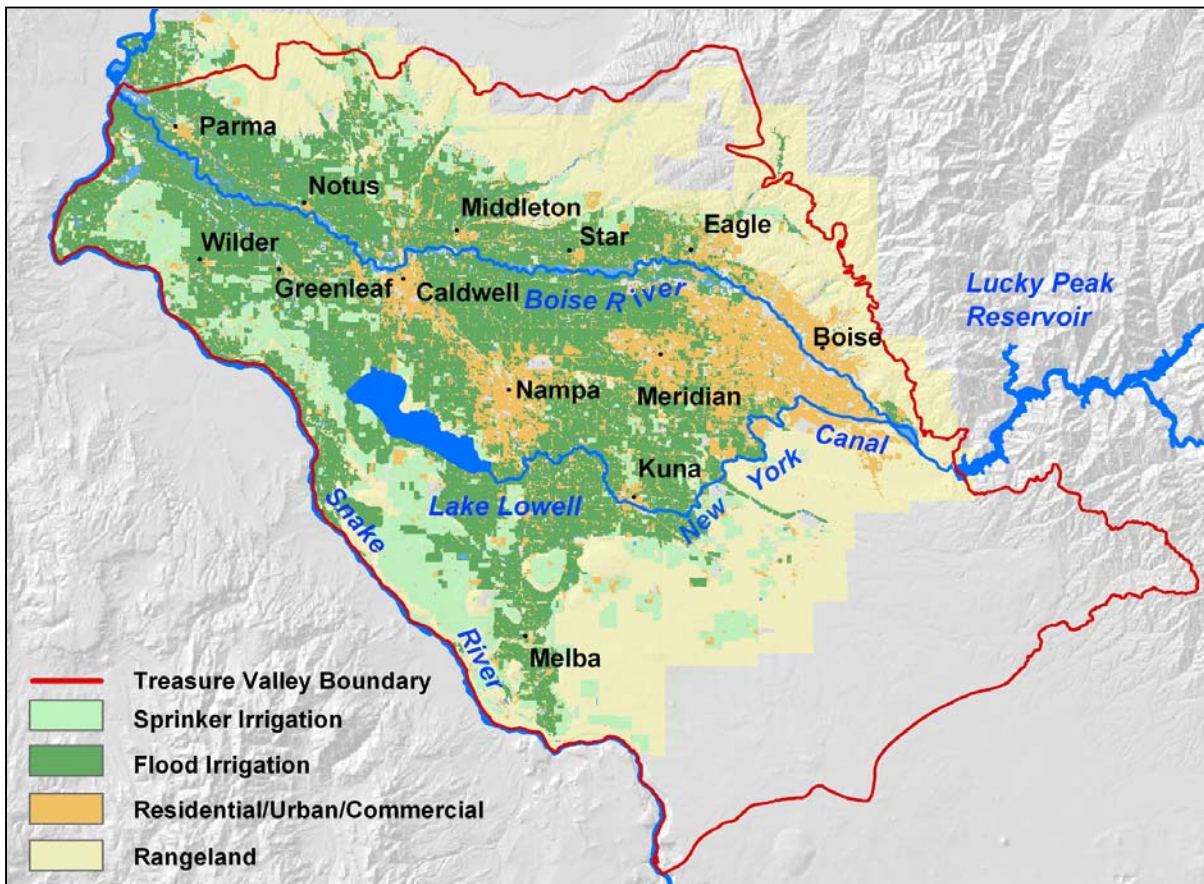 Parma
Notus
Middleton
Star
Eagle
Wilder
Greenleaf
Caldwell
Boise River
Lucky Peak
Reservoir
Boise
Nampa
Meridian
Canal
York
New
Kuna
Lake Lowell
Snake
River
Melba
Treasure Valley Boundary
Sprinker Irrigation
Flood Irrigation
Residential/Urban/Commercial
Rangeland